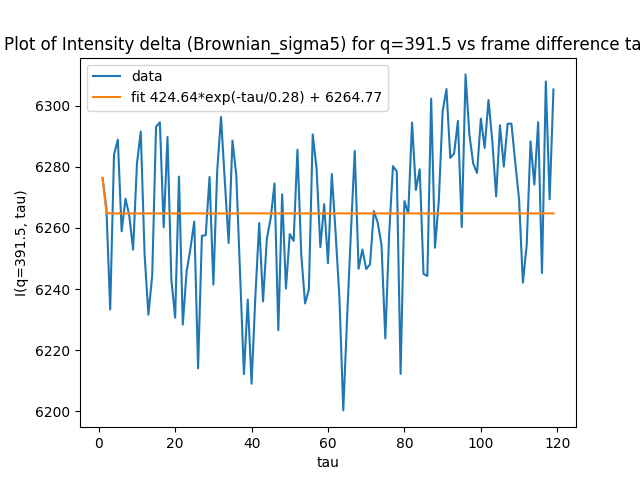 Plot of Intensity delta (Brownian_sigma5) for q=391.5 vs frame difference ta
data
fit 424.64*exp(-tau/0.28) + 6264.77
I(q=391.5, tau)
6300
6280
6260
6240
6220
6200
0 20 40 60 80 100 120
tau